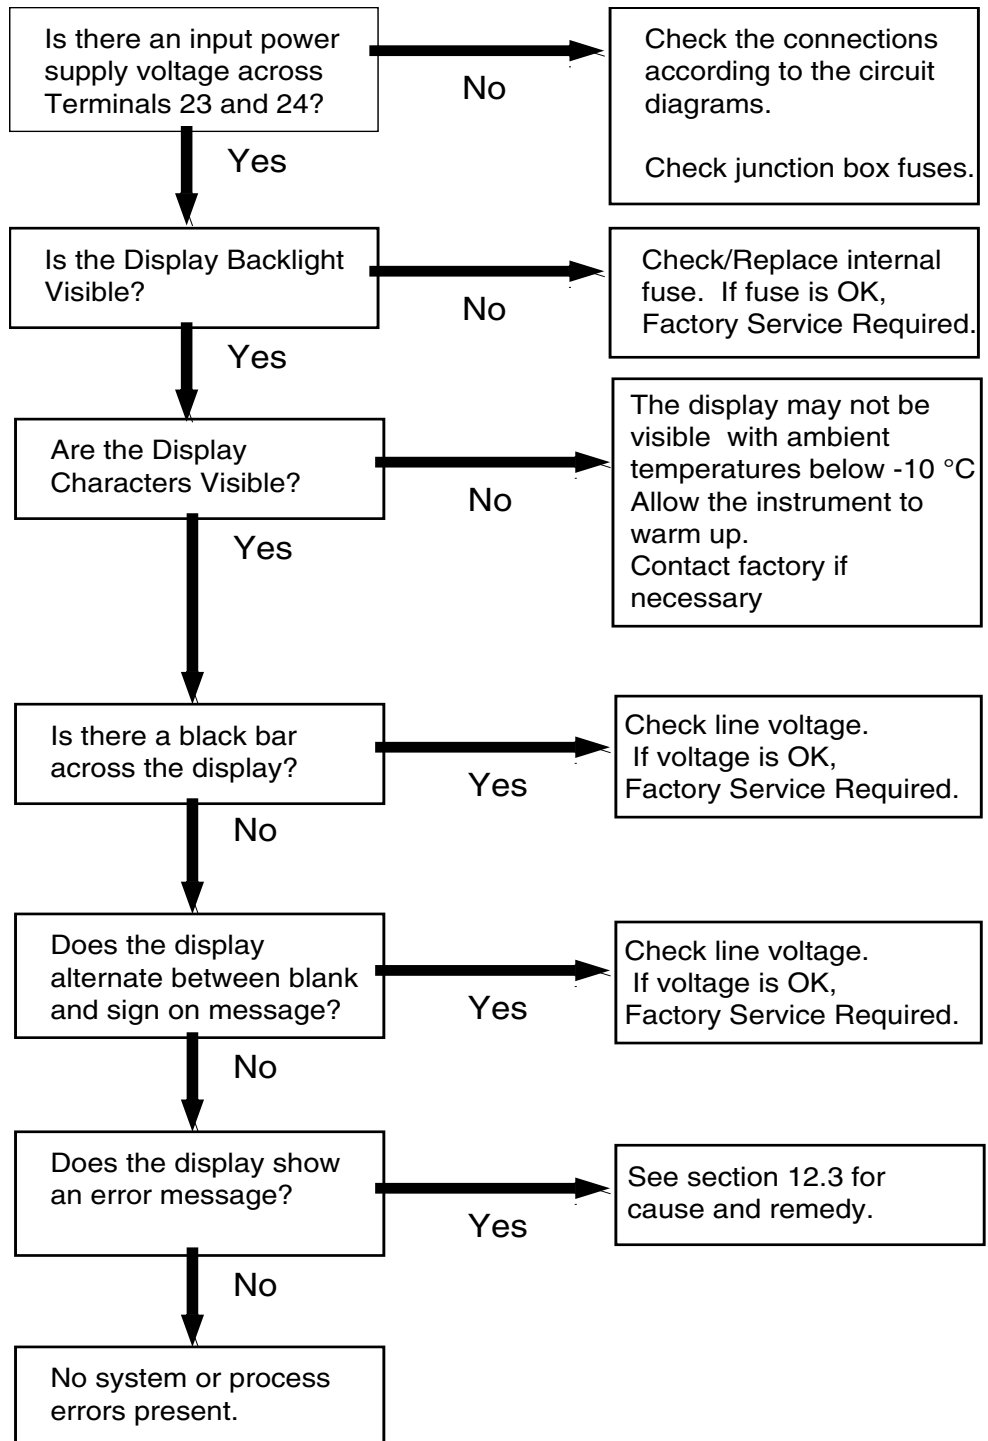 Is there an input power
supply voltage across
Terminals 23 and 24?
No
Check the connections
according to the circuit
diagrams.
Check junction box fuses.
Yes
Is the Display Backlight
Visible?
No
Check/Replace internal
fuse.  If fuse is OK,
Factory Service Required.
Yes
Are the Display
Characters Visible?
No
The display may not be
visible  with ambient
temperatures below -10 °C
Allow the instrument to
warm up.
Contact factory if
necessary
Yes
Is there a black bar
across the display?
Yes
Check line voltage.
If voltage is OK,
Factory Service Required.
No
Does the display
alternate between blank
and sign on message?
Yes
Check line voltage.
If voltage is OK,
Factory Service Required.
No
Does the display show
an error message?
Yes
See section 12.3 for
cause and remedy.
No
No system or process
errors present.